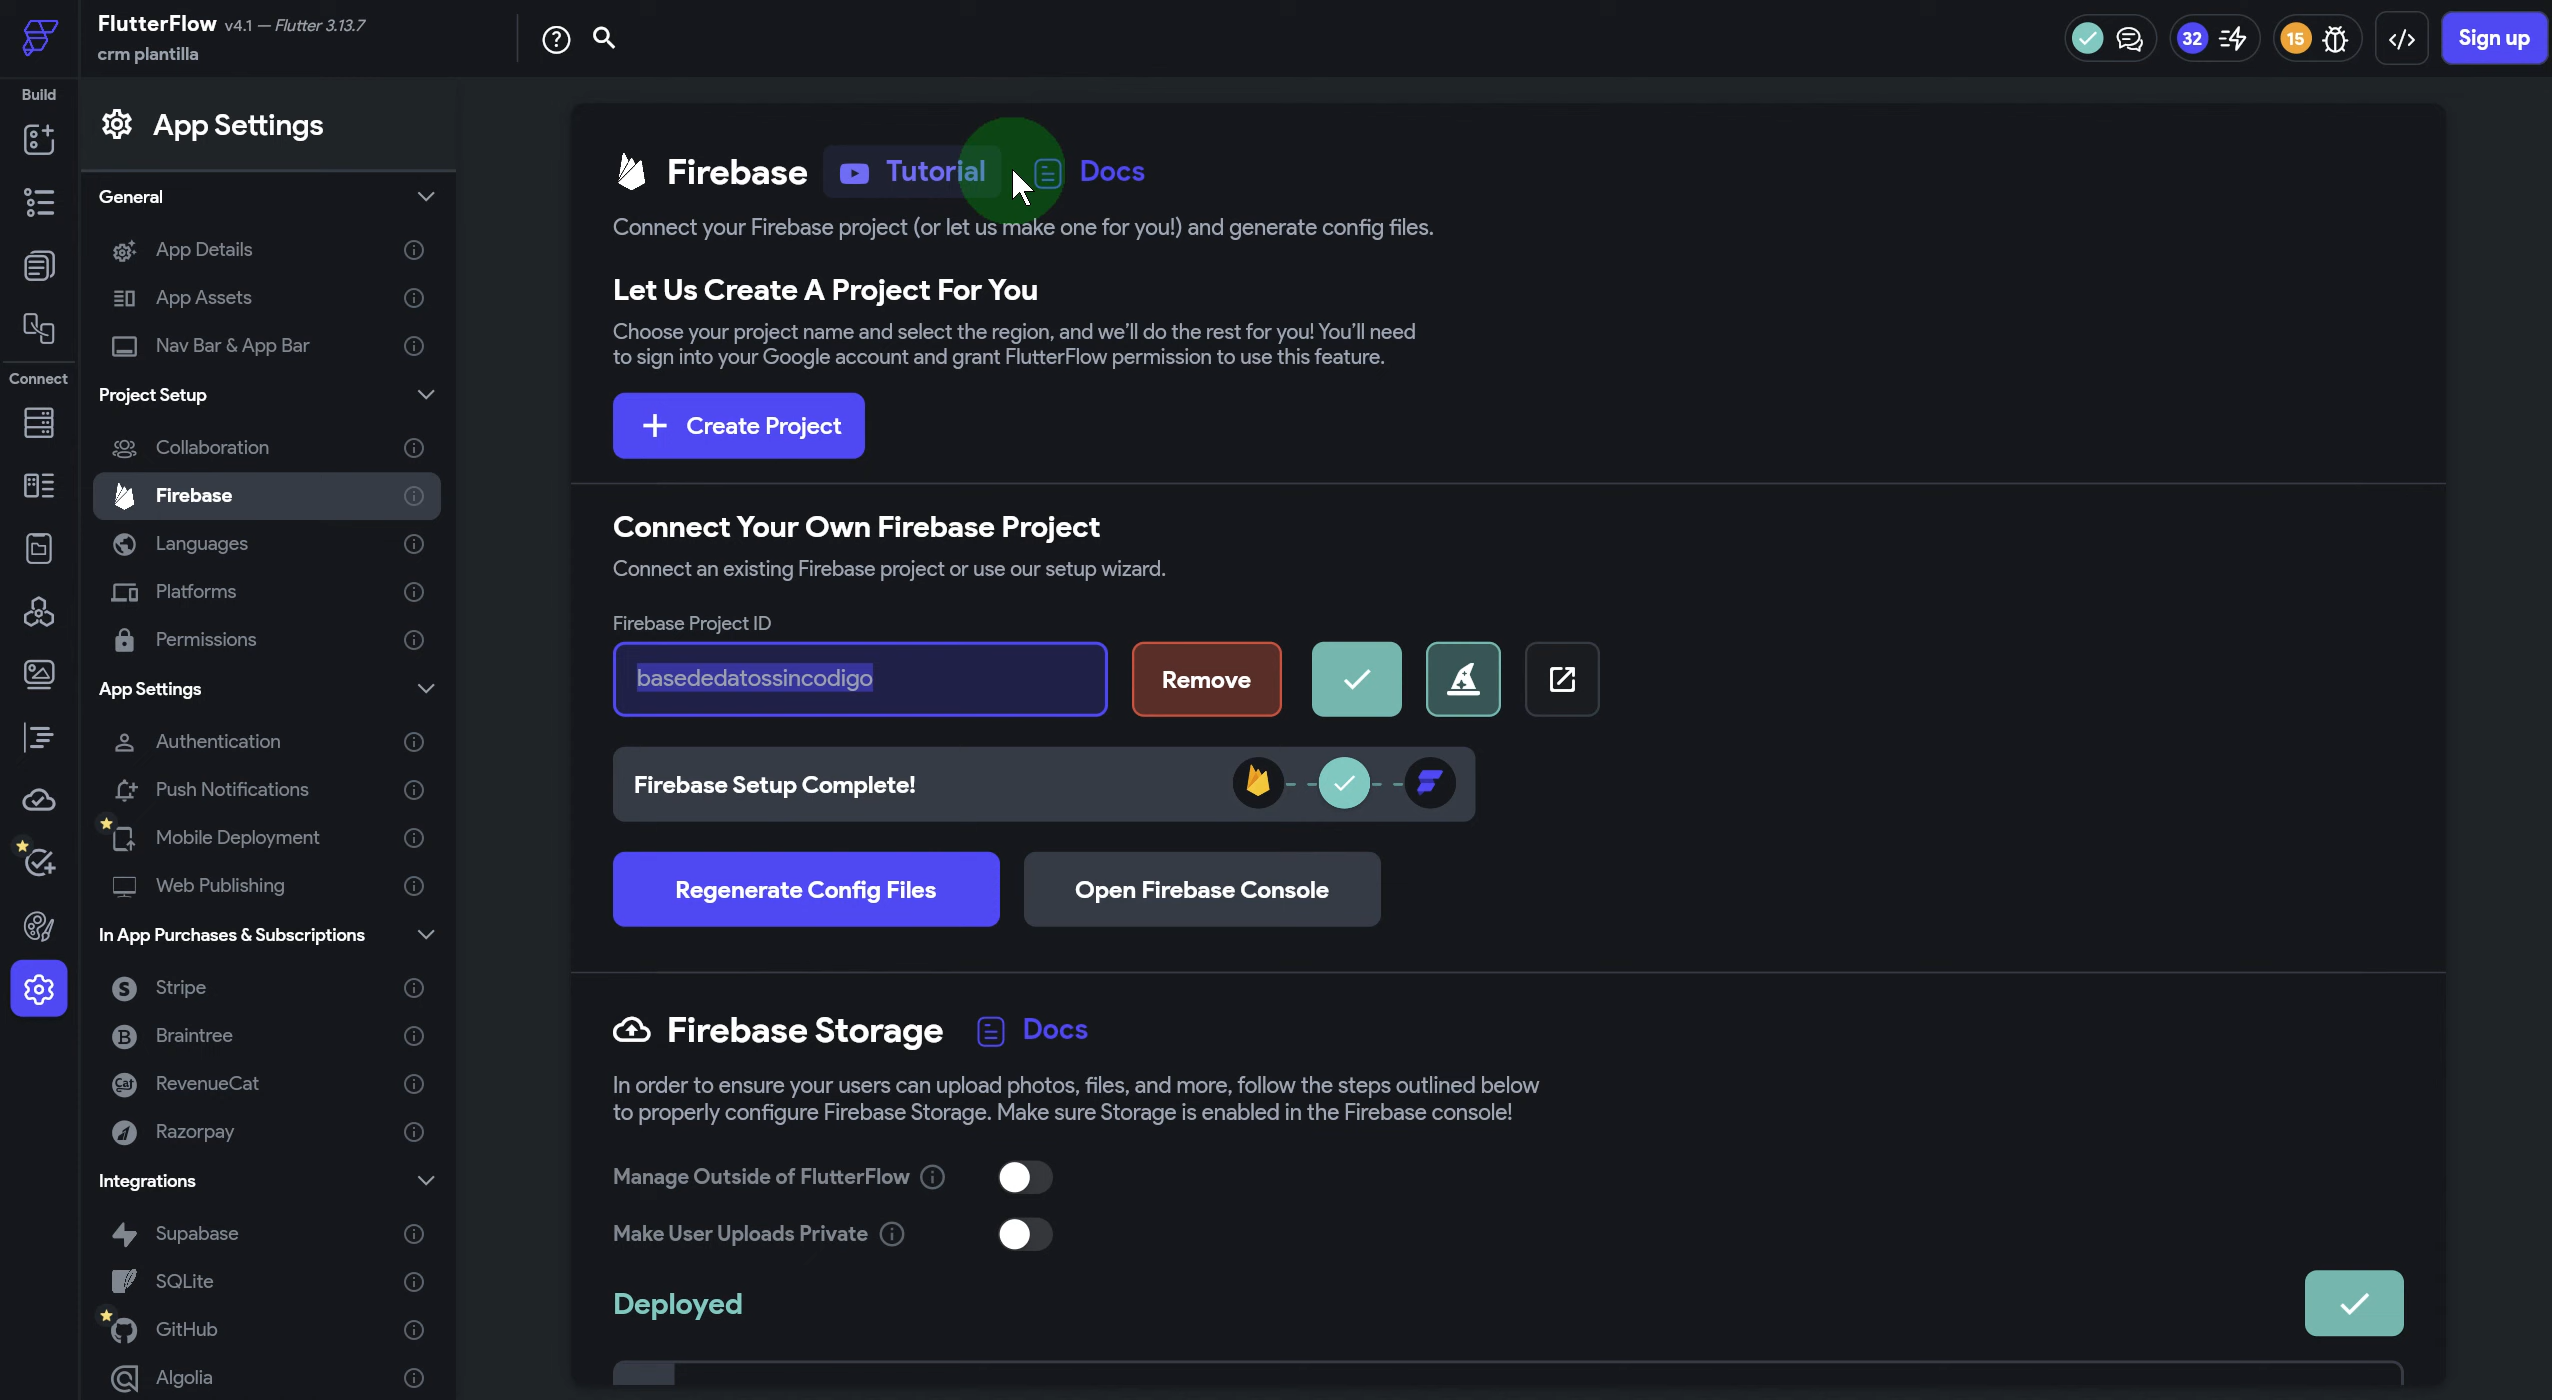 FlutterFlow v4.1 — Flutter 3.13.7
crm plantilla
32
15
Sign up
Build
Connect
App Settings
General
App Details
App Assets
Nav Bar & App Bar
Project Setup
Collaboration
Firebase
Languages
Platforms
Permissions
App Settings
Authentication
Push Notifications
Mobile Deployment
Web Publishing
In App Purchases & Subscriptions
Stripe
Braintree
RevenueCat
Razorpay
Integrations
Supabase
SQLite
GitHub
Algolia
Firebase Tutorial Docs
Connect your Firebase project (or let us make one for you!) and generate config files.
Let Us Create A Project For You
Choose your project name and select the region, and we'll do the rest for you! You'll need
to sign into your Google account and grant FlutterFlow permission to use this feature.
+ Create Project
Connect Your Own Firebase Project
Connect an existing Firebase project or use our setup wizard.
Firebase Project ID
basededatossincodigo
Remove
Firebase Setup Complete!
Regenerate Config Files
Open Firebase Console
Firebase Storage Docs
In order to ensure your users can upload photos, files, and more, follow the steps outlined below
to properly configure Firebase Storage. Make sure Storage is enabled in the Firebase console!
Manage Outside of FlutterFlow
Make User Uploads Private
Deployed